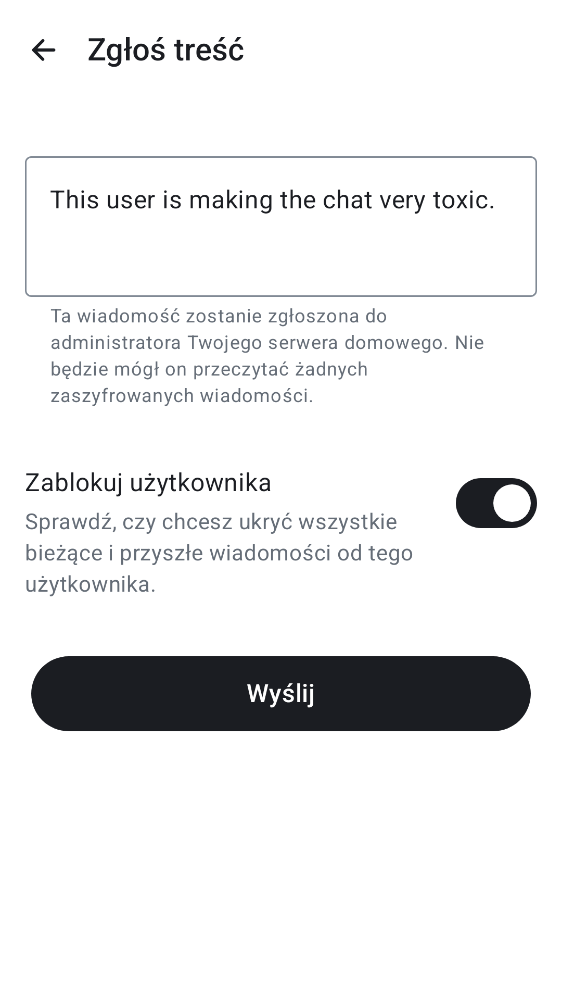 Zgłoś treść
This user is making the chat very toxic.
Ta wiadomość zostanie zgłoszona do
administratora Twojego serwera domowego. Nie
będzie mógł on przeczytać żadnych
zaszyfrowanych wiadomości.
Zablokuj użytkownika
Sprawdź, czy chcesz ukryć wszystkie
bieżące i przyszłe wiadomości od tego
użytkownika.
Wyślij